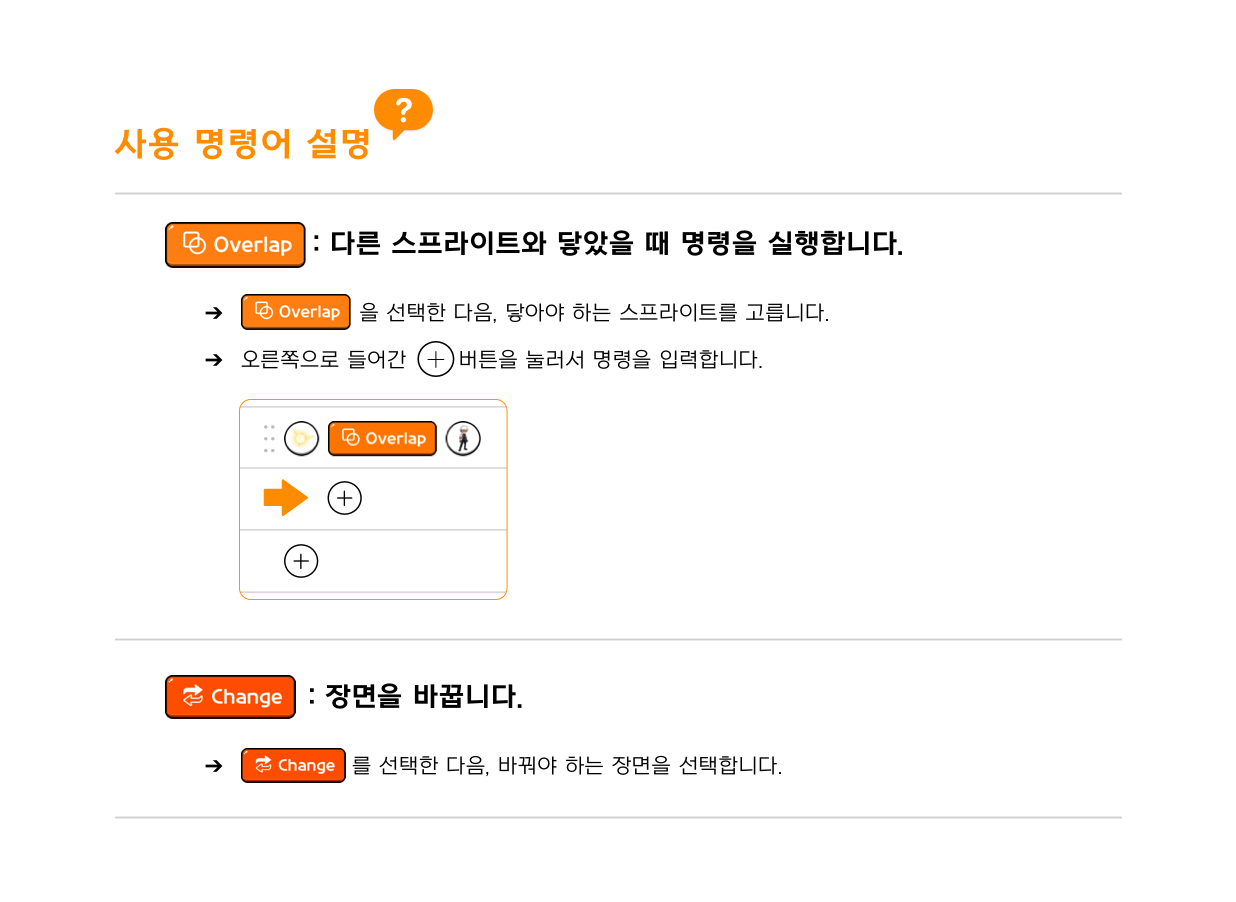 사용 명령어 설명 ?
Overlap : 다른 스프라이트와 닿았을 때 명령을 실행합니다.
➔ Overlap 을 선택한 다음, 닿아야 하는 스프라이트를 고릅니다.
➔ 오른쪽으로 들어간 + 버튼을 눌러서 명령을 입력합니다.
Overlap
+
+
Change : 장면을 바꿉니다.
➔ Change 를 선택한 다음, 바꿔야 하는 장면을 선택합니다.